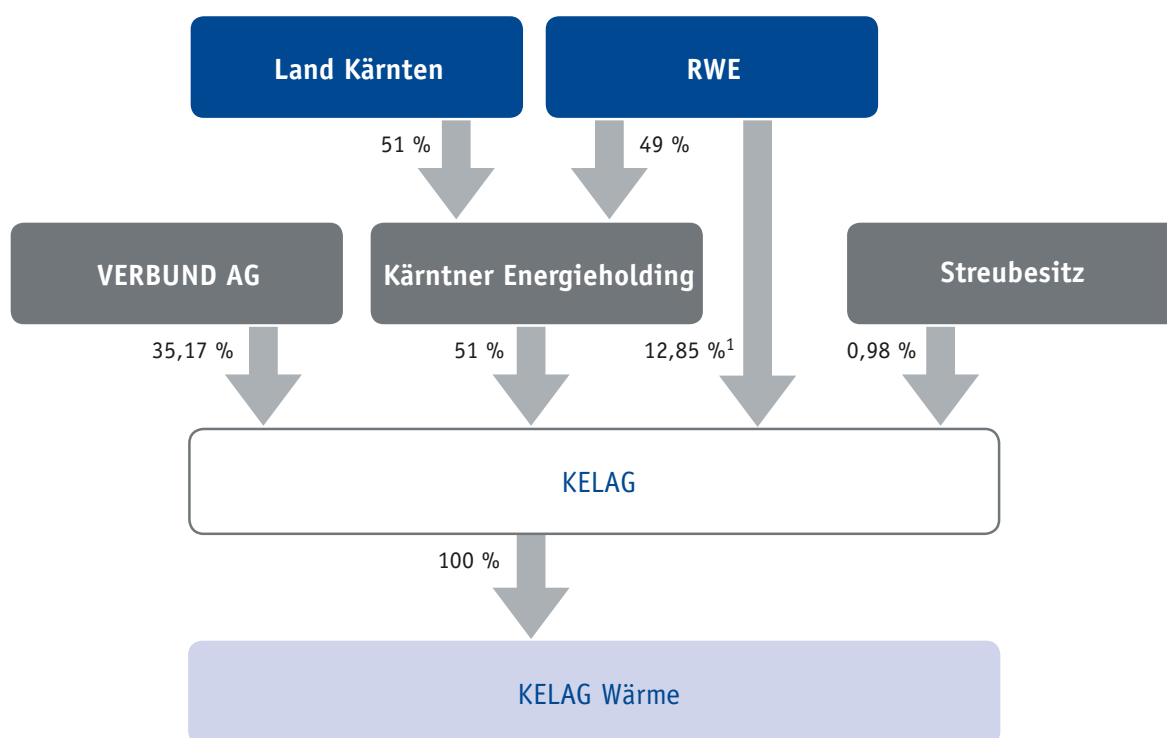 Land Kärnten
RWE
51 %
49 %
VERBUND AG
Kärntner Energieholding
Streubesitz
35,17 %
51 %
12,85 %¹
0,98 %
KELAG
100 %
KELAG Wärme